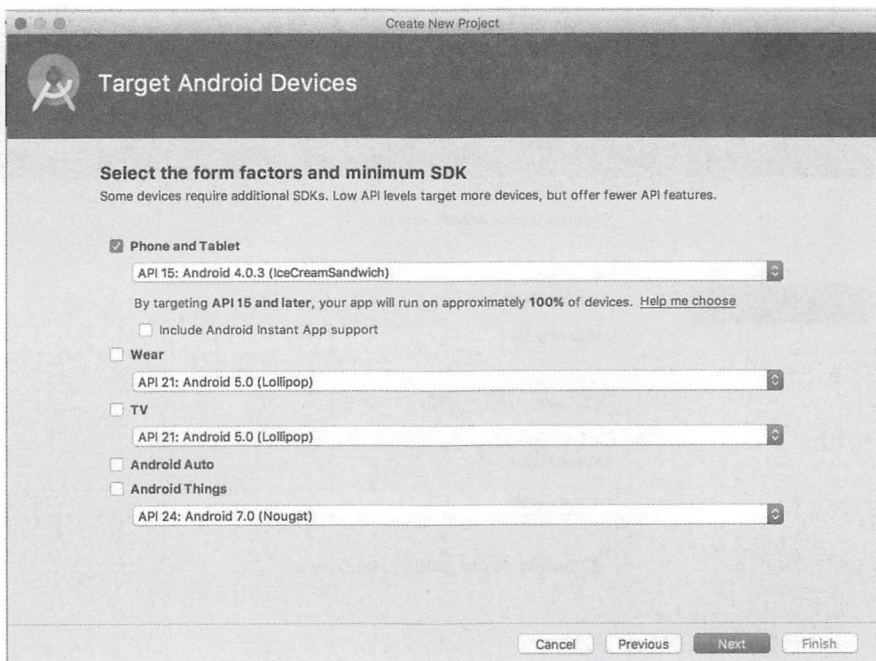 Create New Project
Target Android Devices
Select the form factors and minimum SDK
Some devices require additional SDKs. Low API levels target more devices, but offer fewer API features.
Phone and Tablet
API 15: Android 4.0.3 (IceCreamSandwich)
By targeting API 15 and later, your app will run on approximately 100% of devices. Help me choose
Include Android Instant App support
Wear
API 21: Android 5.0 (Lollipop)
TV
API 21: Android 5.0 (Lollipop)
Android Auto
Android Things
API 24: Android 7.0 (Nougat)
Cancel Previous Next Finish